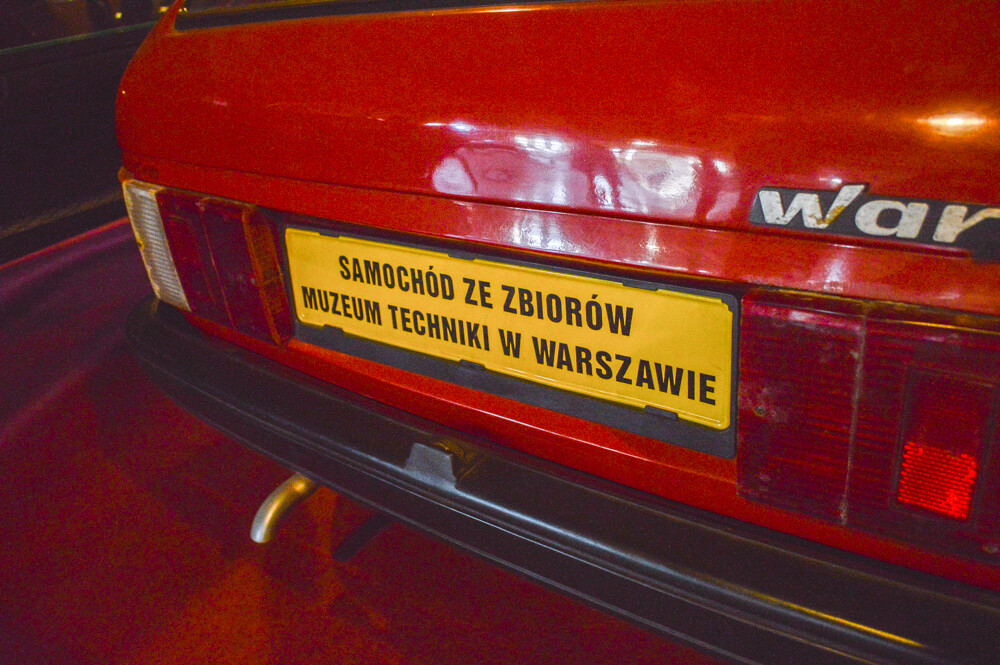 War
SAMOCHÓD ZE ZBIORÓW
MUZEUM TECHNIKI W WARSZAWIE